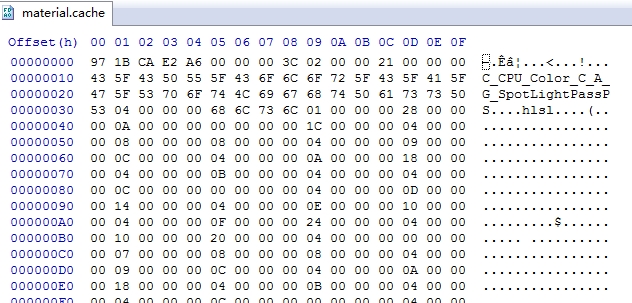 material.cache
Offset(h) 00 01 02 03 04 05 06 07 08 09 0A 0B 0C 0D 0E 0F
00000000 97 1B CA E2 A6 00 00 00 3C 02 00 00 21 00 00 00 –.Êâ¦...<...!...
00000010 43 5F 43 50 55 5F 43 6F 6C 6F 72 5F 43 5F 41 5F C_CPU_Color_C_A_
00000020 47 5F 53 70 6F 74 4C 69 67 68 74 50 61 73 73 50 G_SpotLightPassP
00000030 53 04 00 00 00 68 6C 73 6C 01 00 00 00 28 00 00 S....hlsl....(..
00000040 00 0A 00 00 00 00 00 00 00 1C 00 00 00 04 00 00 ................
00000050 00 08 00 00 00 08 00 00 00 04 00 00 00 09 00 00 ................
00000060 00 0C 00 00 00 04 00 00 00 0A 00 00 00 18 00 00 ................
00000070 00 04 00 00 00 0B 00 00 00 04 00 00 00 04 00 00 ................
00000080 00 0C 00 00 00 00 00 00 00 04 00 00 00 0D 00 00 ................
00000090 00 14 00 00 00 04 00 00 00 0E 00 00 00 10 00 00 ................
000000A0 00 04 00 00 00 0F 00 00 00 24 00 00 00 04 00 00 .........$......
000000B0 00 10 00 00 00 20 00 00 00 04 00 00 00 00 00 00 ..... ..........
000000C0 00 07 00 00 00 08 00 00 00 08 00 00 00 04 00 00 ................
000000D0 00 09 00 00 00 0C 00 00 00 04 00 00 00 0A 00 00 ................
000000E0 00 18 00 00 00 04 00 00 00 0B 00 00 00 04 00 00 ................
000000F0 00 04 00 00 00 0C 00 00 00 00 00 00 00 04 00 00